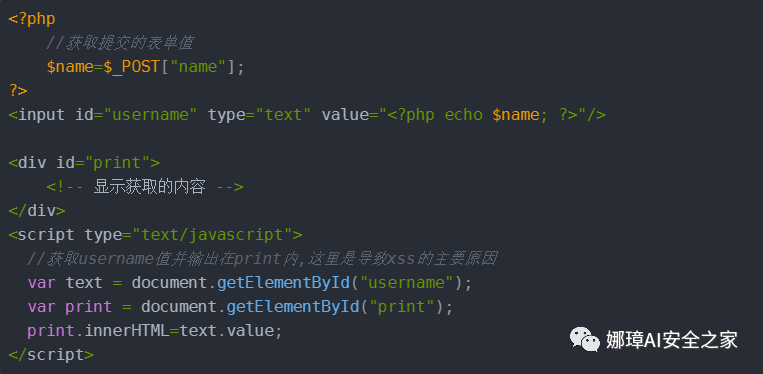 <?php
    //获取提交的表单值
    $name=$_POST["name"];
?>
<input id="username" type="text" value="<?php echo $name; ?>"/>

<div id="print">
    <!-- 显示获取的内容 -->
</div>
<script type="text/javascript">
  //获取username值并输出在print内,这里是导致xss的主要原因
  var text = document.getElementById("username");
  var print = document.getElementById("print");
  print.innerHTML=text.value;
</script>
娜璋AI安全之家